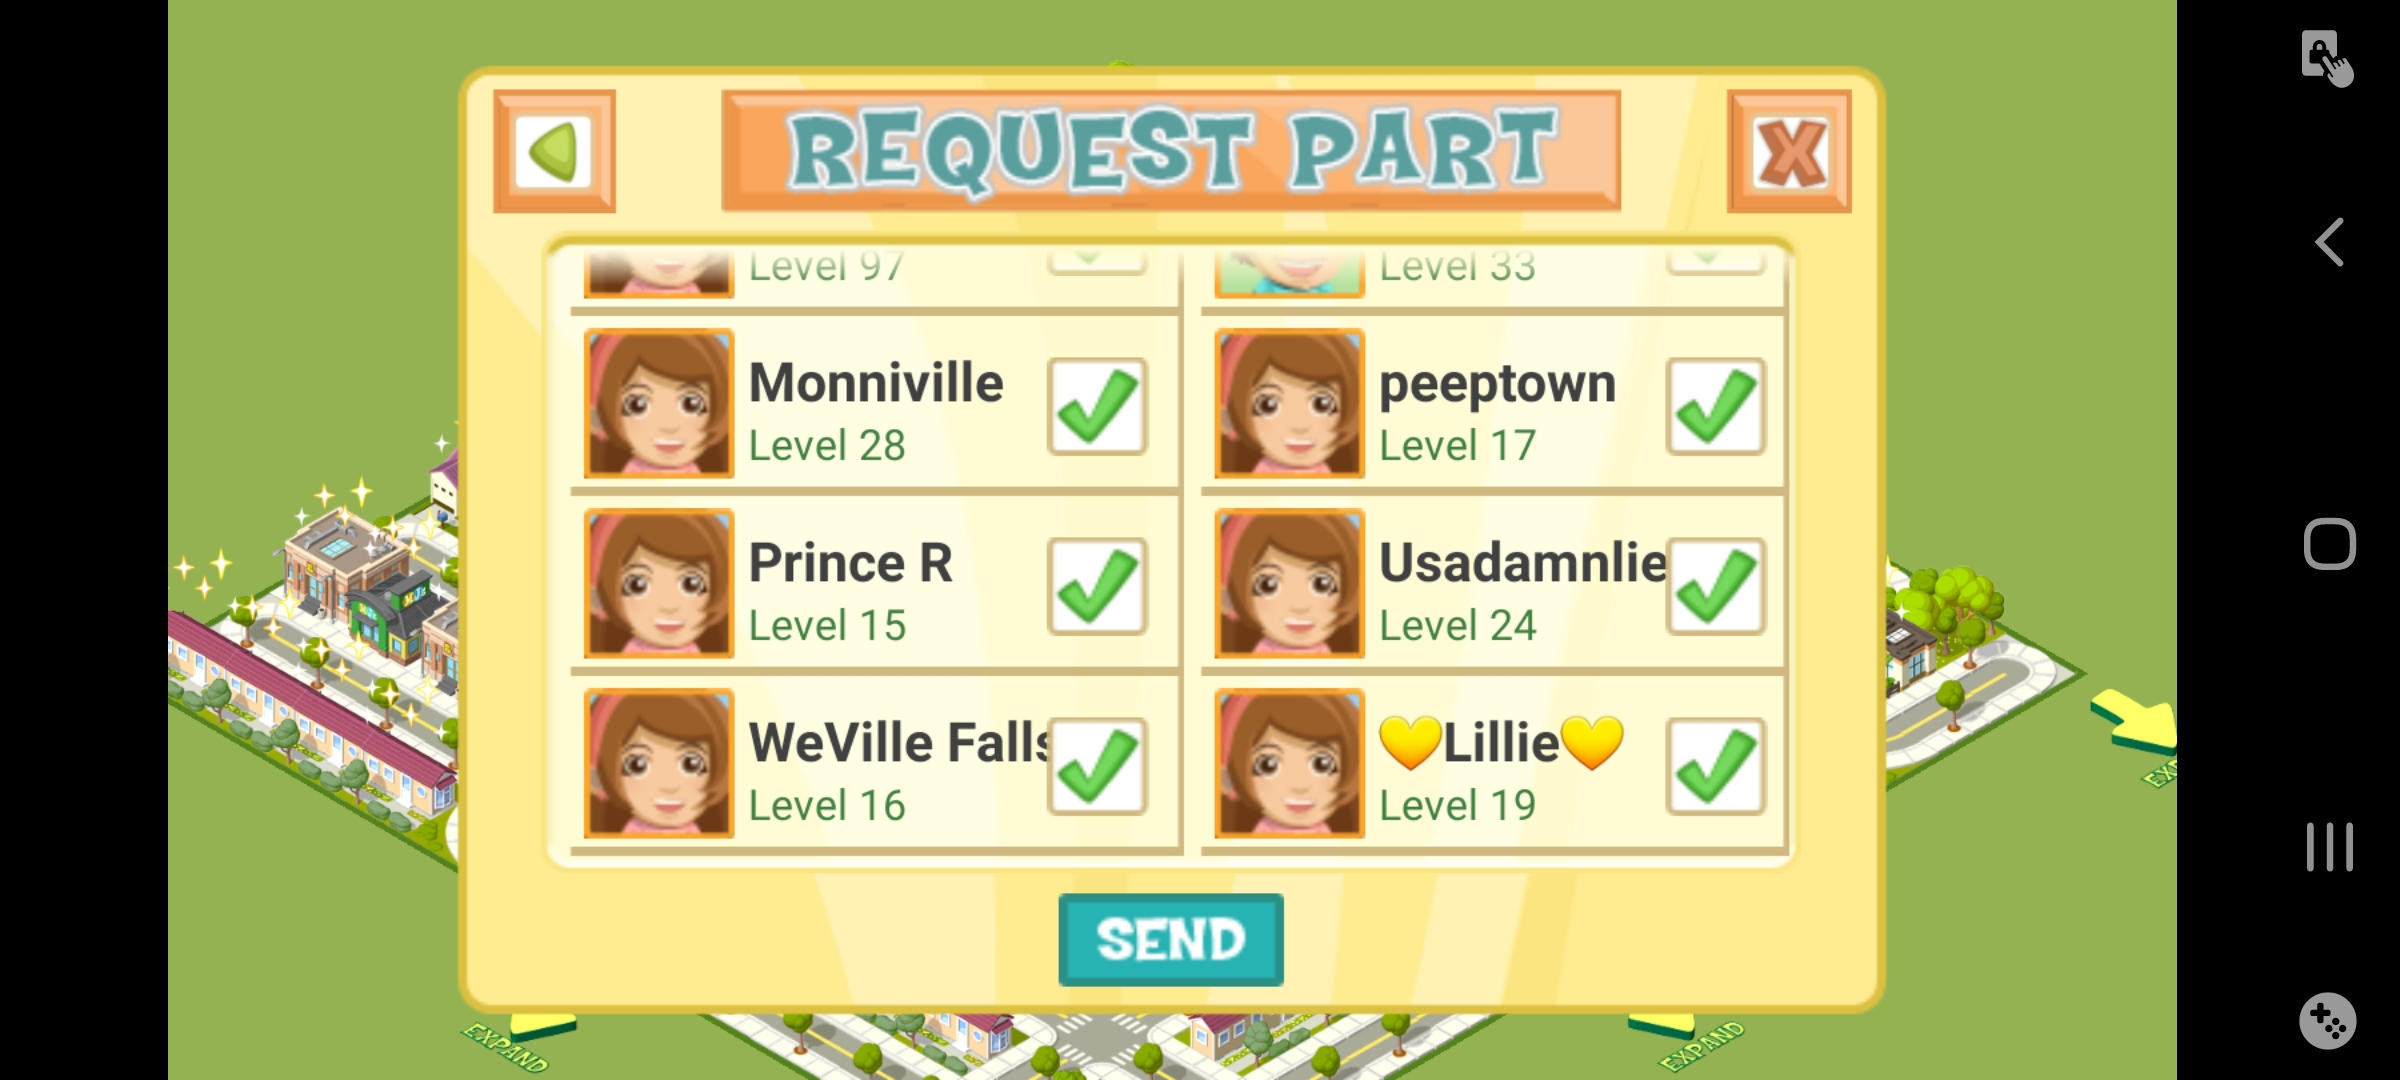 REQUEST PART
Level 97
Level 33
Monniville
Level 28
peeptown
Level 17
Prince R
Level 15
Usadamnlie
Level 24
WeVille Falls
Level 16
💛Lillie💛
Level 19
SEND
EXPAND
EXPAND
EXP